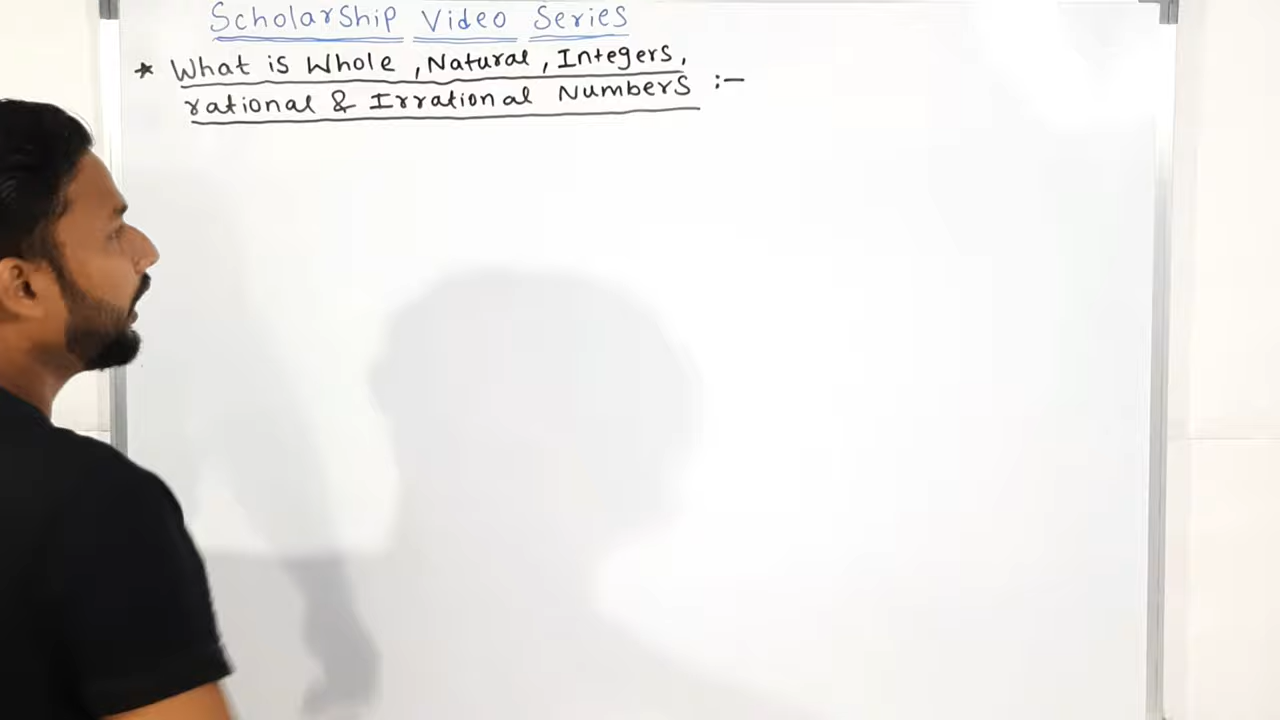 Scholarship Video Series
* What is Whole, Natural, Integers,
rational & Irrational Numbers :-